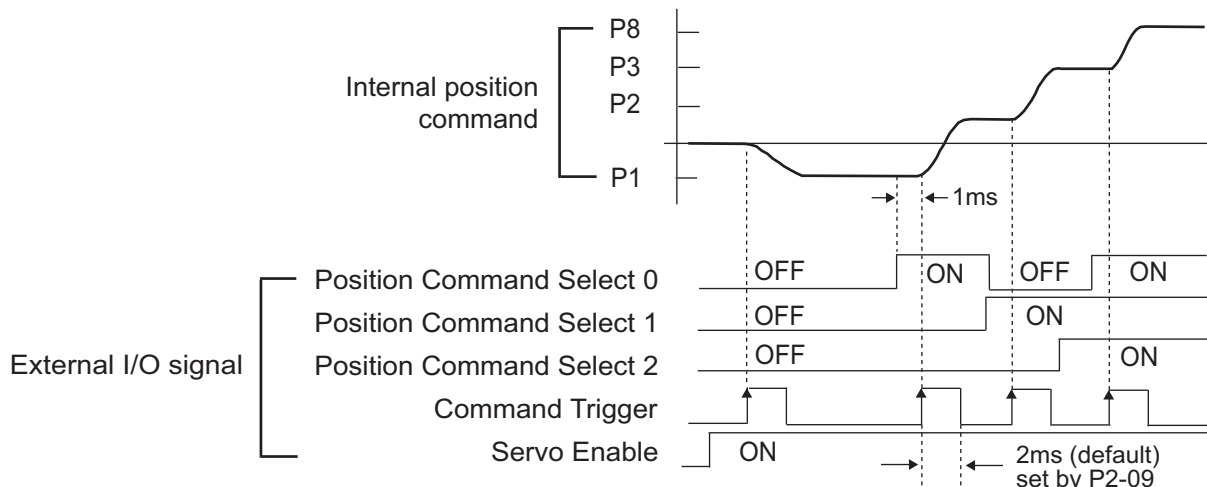 P8
P3
P2
P1
Internal position
command
1ms
Position Command Select 0
OFF
ON
OFF
ON
Position Command Select 1
OFF
ON
External I/O signal
Position Command Select 2
OFF
ON
Command Trigger
Servo Enable
ON
2ms (default)
set by P2-09